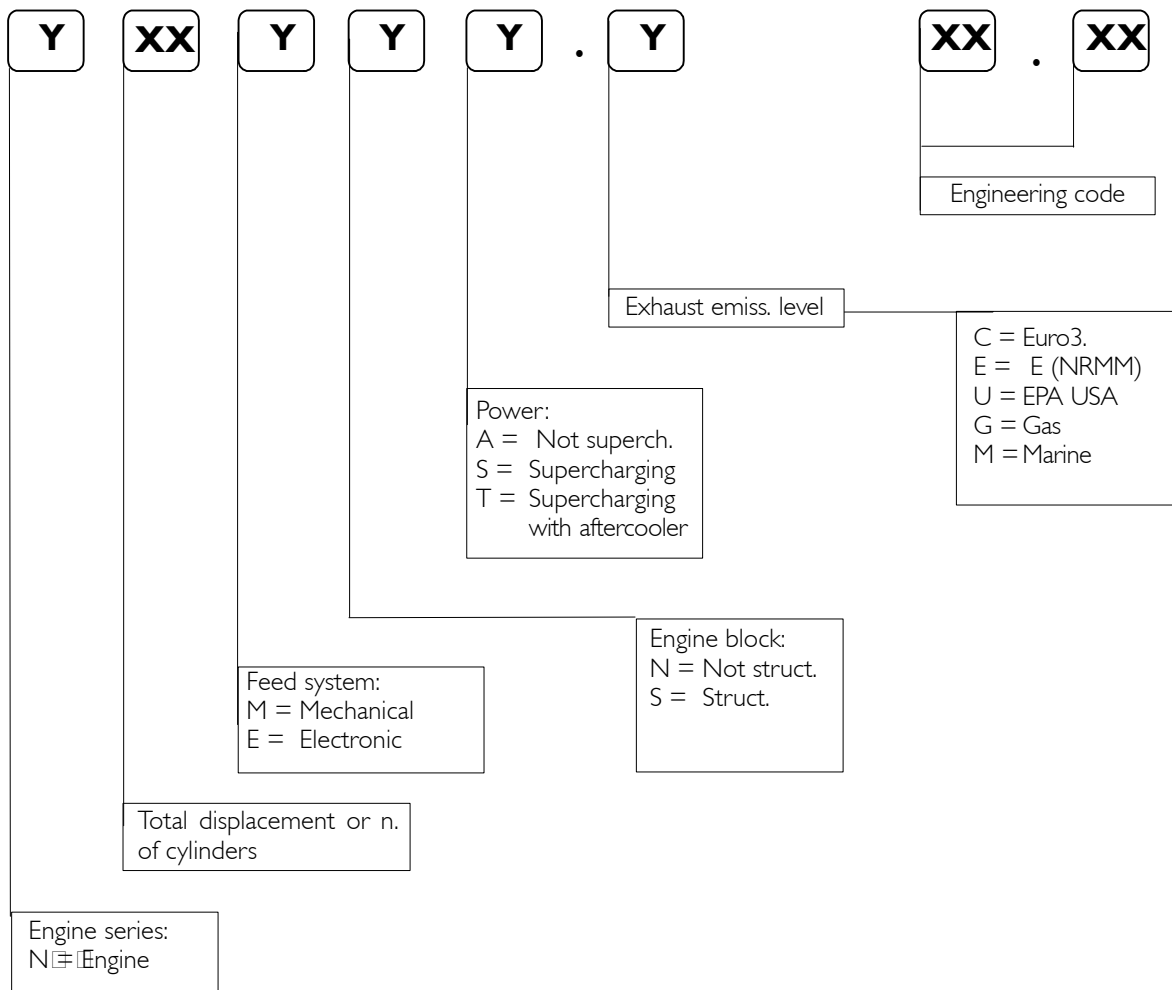 Y XX Y Y Y . Y XX . XX
Engineering code
Exhaust emiss. level
C = Euro3.
E = E (NRMM)
U = EPA USA
G = Gas
M = Marine
Power:
A = Not superch.
S = Supercharging
T = Supercharging
with aftercooler
Engine block:
N = Not struct.
S = Struct.
Feed system:
M = Mechanical
E = Electronic
Total displacement or n.
of cylinders
Engine series:
N = Engine